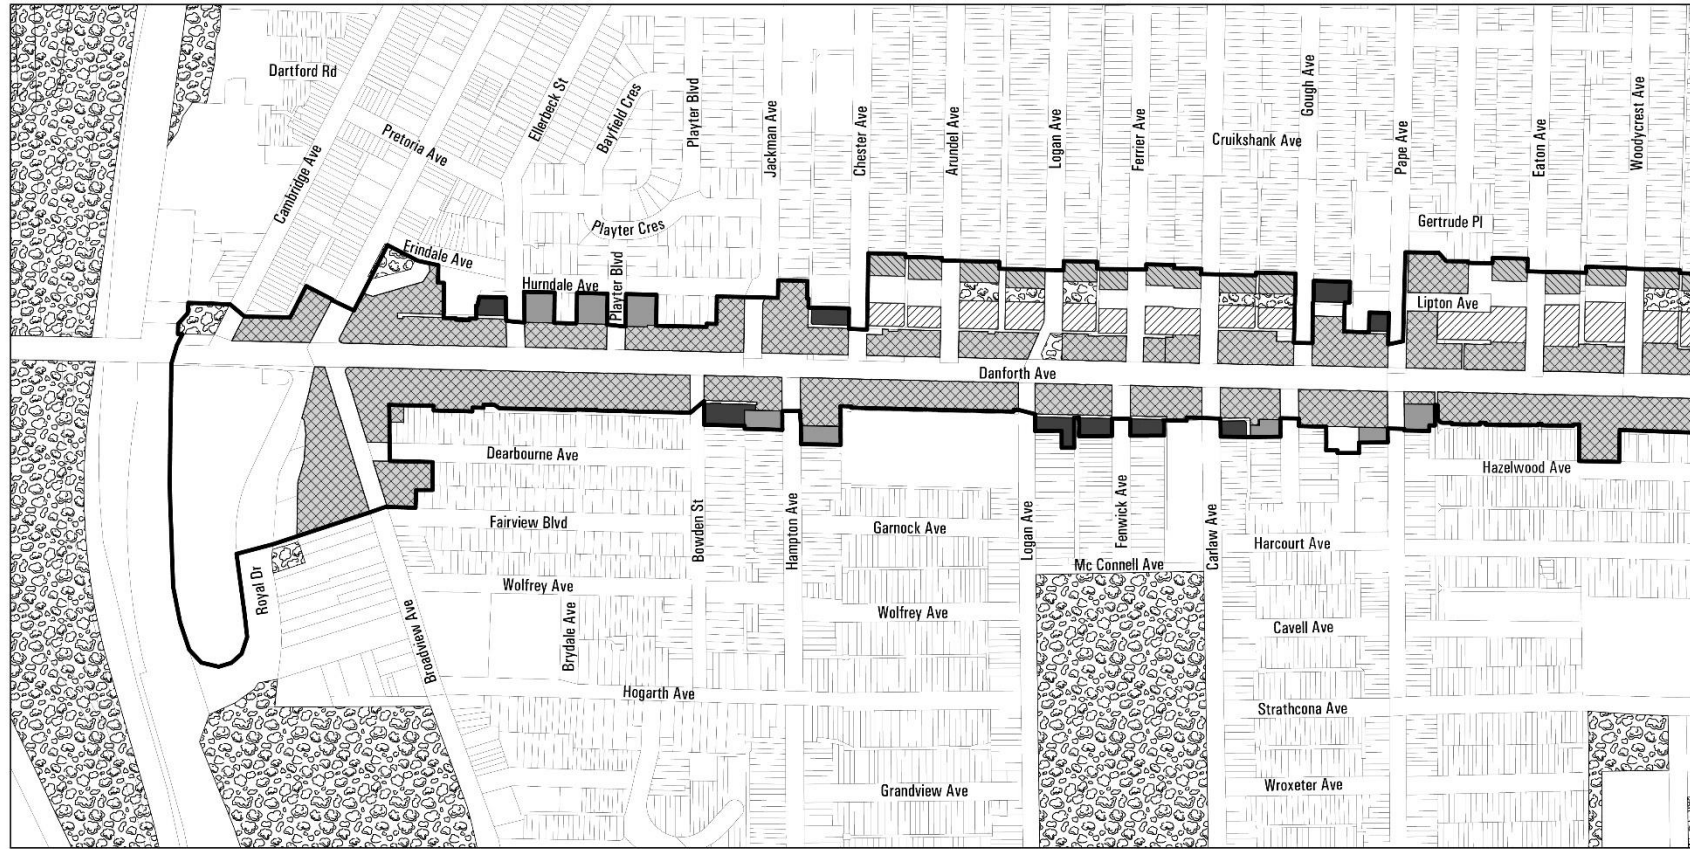 Dartford Rd
Cambridge Ave
Pretoria Ave
Ellerbeck St
Bayfield Cres
Playter Blvd
Jackman Ave
Chester Ave
Arundel Ave
Logan Ave
Ferrier Ave
Cruikshank Ave
Gough Ave
Pape Ave
Eaton Ave
Woodycrest Ave
Gertrude Pl
Playter Cres
Erindale Ave
Hurndale Ave
Playter Blvd
Lipton Ave
Danforth Ave
Dearbourne Ave
Hazelwood Ave
Fairview Blvd
Bowden St
Hampton Ave
Garnock Ave
Logan Ave
Fenwick Ave
Carlaw Ave
Harcourt Ave
Mc Connell Ave
Royal Dr
Broadview Ave
Wolfrey Ave
Brydale Ave
Wolfrey Ave
Cavell Ave
Hogarth Ave
Strathcona Ave
Grandview Ave
Wroxeter Ave